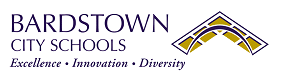 BARDSTOWN
CITY SCHOOLS
Excellence • Innovation • Diversity